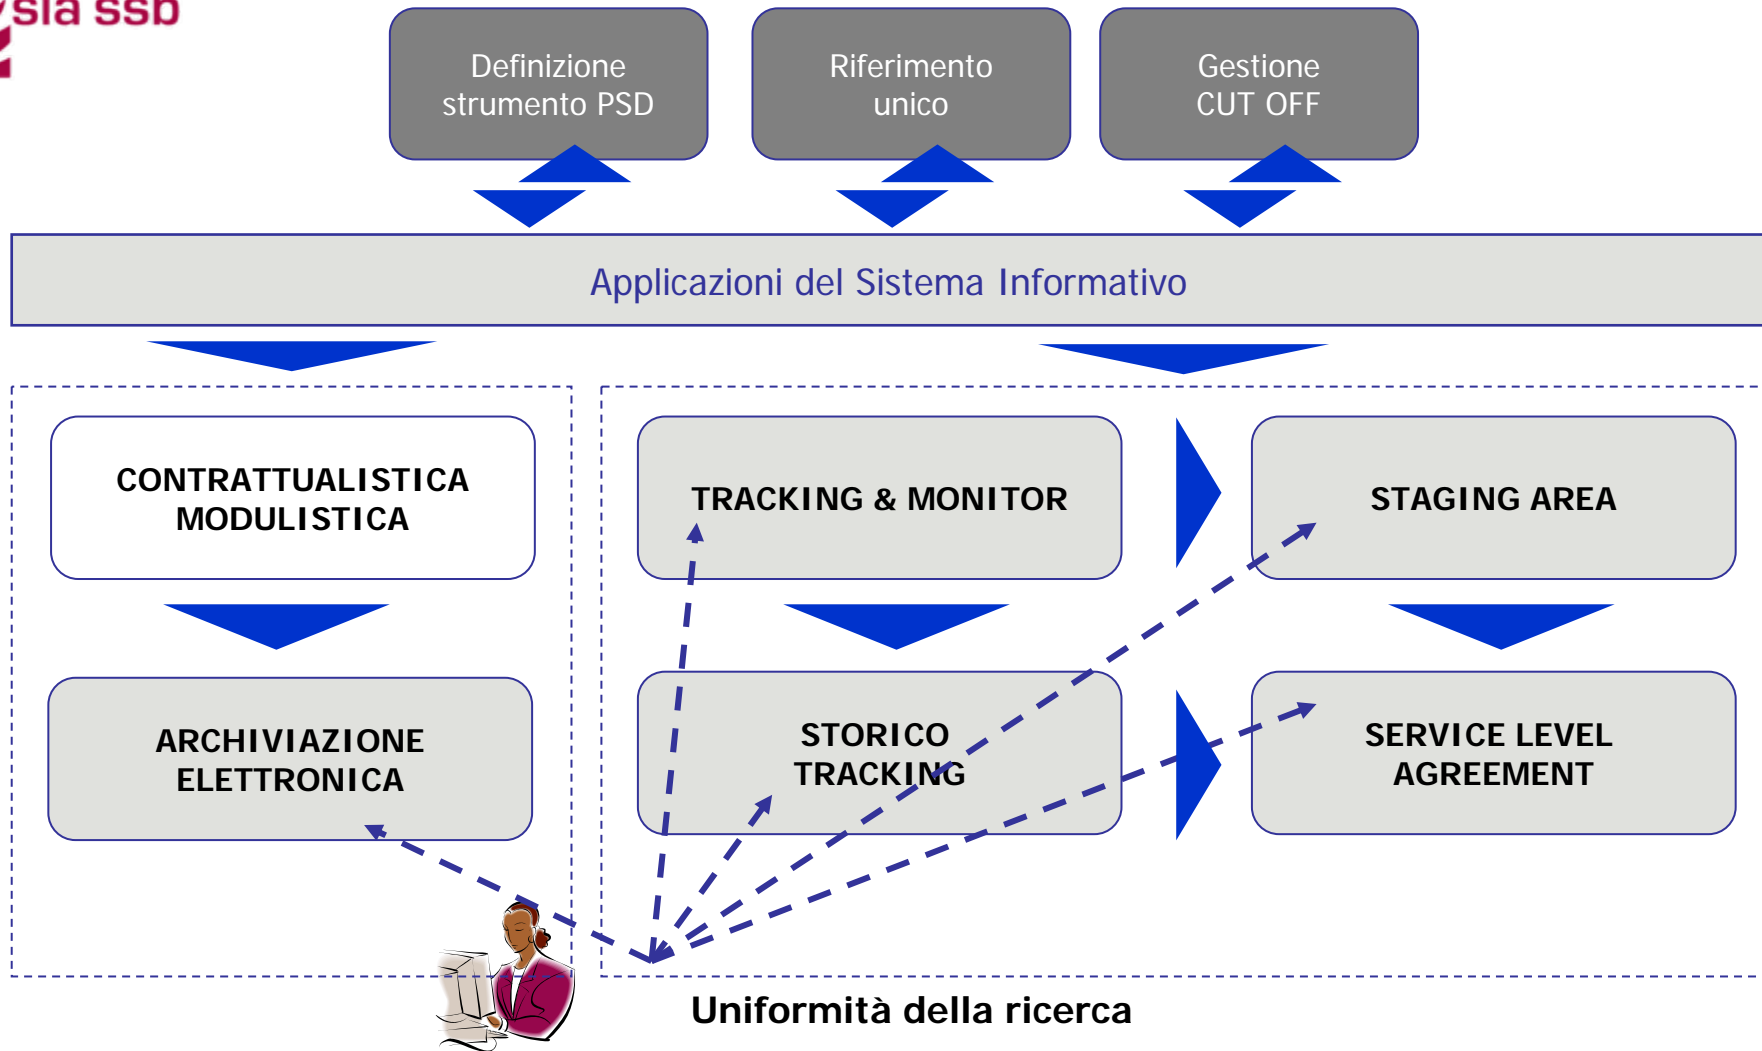 sia ssb
Definizione
strumento PSD
Riferimento
unico
Gestione
CUT OFF
Applicazioni del Sistema Informativo
CONTRATTUALISTICA
MODULISTICA
TRACKING & MONITOR
STAGING AREA
ARCHIVIAZIONE
ELETTRONICA
STORICO
TRACKING
SERVICE LEVEL
AGREEMENT
Uniformità della ricerca